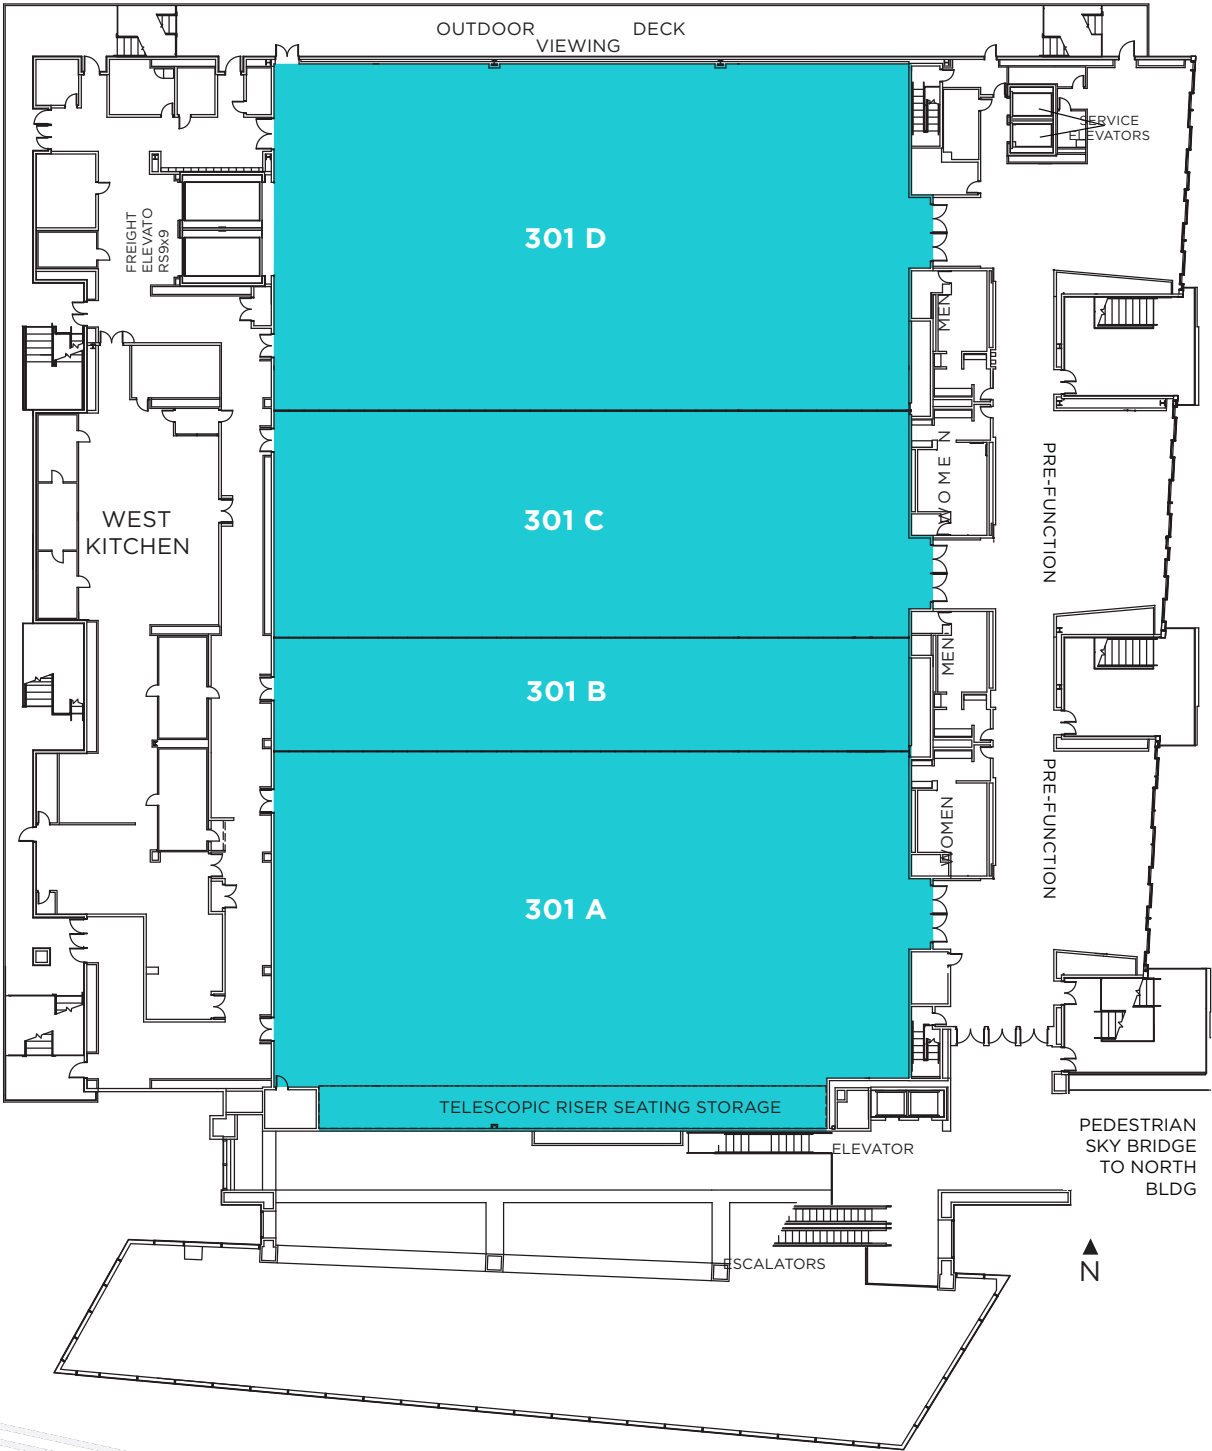 OUTDOOR DECK
VIEWING
SERVICE
ELEVATORS
FREIGHT
ELEVATO
RS9x9
301 D
MEN
WOMEN
PRE-FUNCTION
301 C
WEST
KITCHEN
MEN
301 B
WOMEN
PRE-FUNCTION
301 A
TELESCOPIC RISER SEATING STORAGE
ELEVATOR
PEDESTRIAN
SKY BRIDGE
TO NORTH
BLDG
ESCALATORS
N